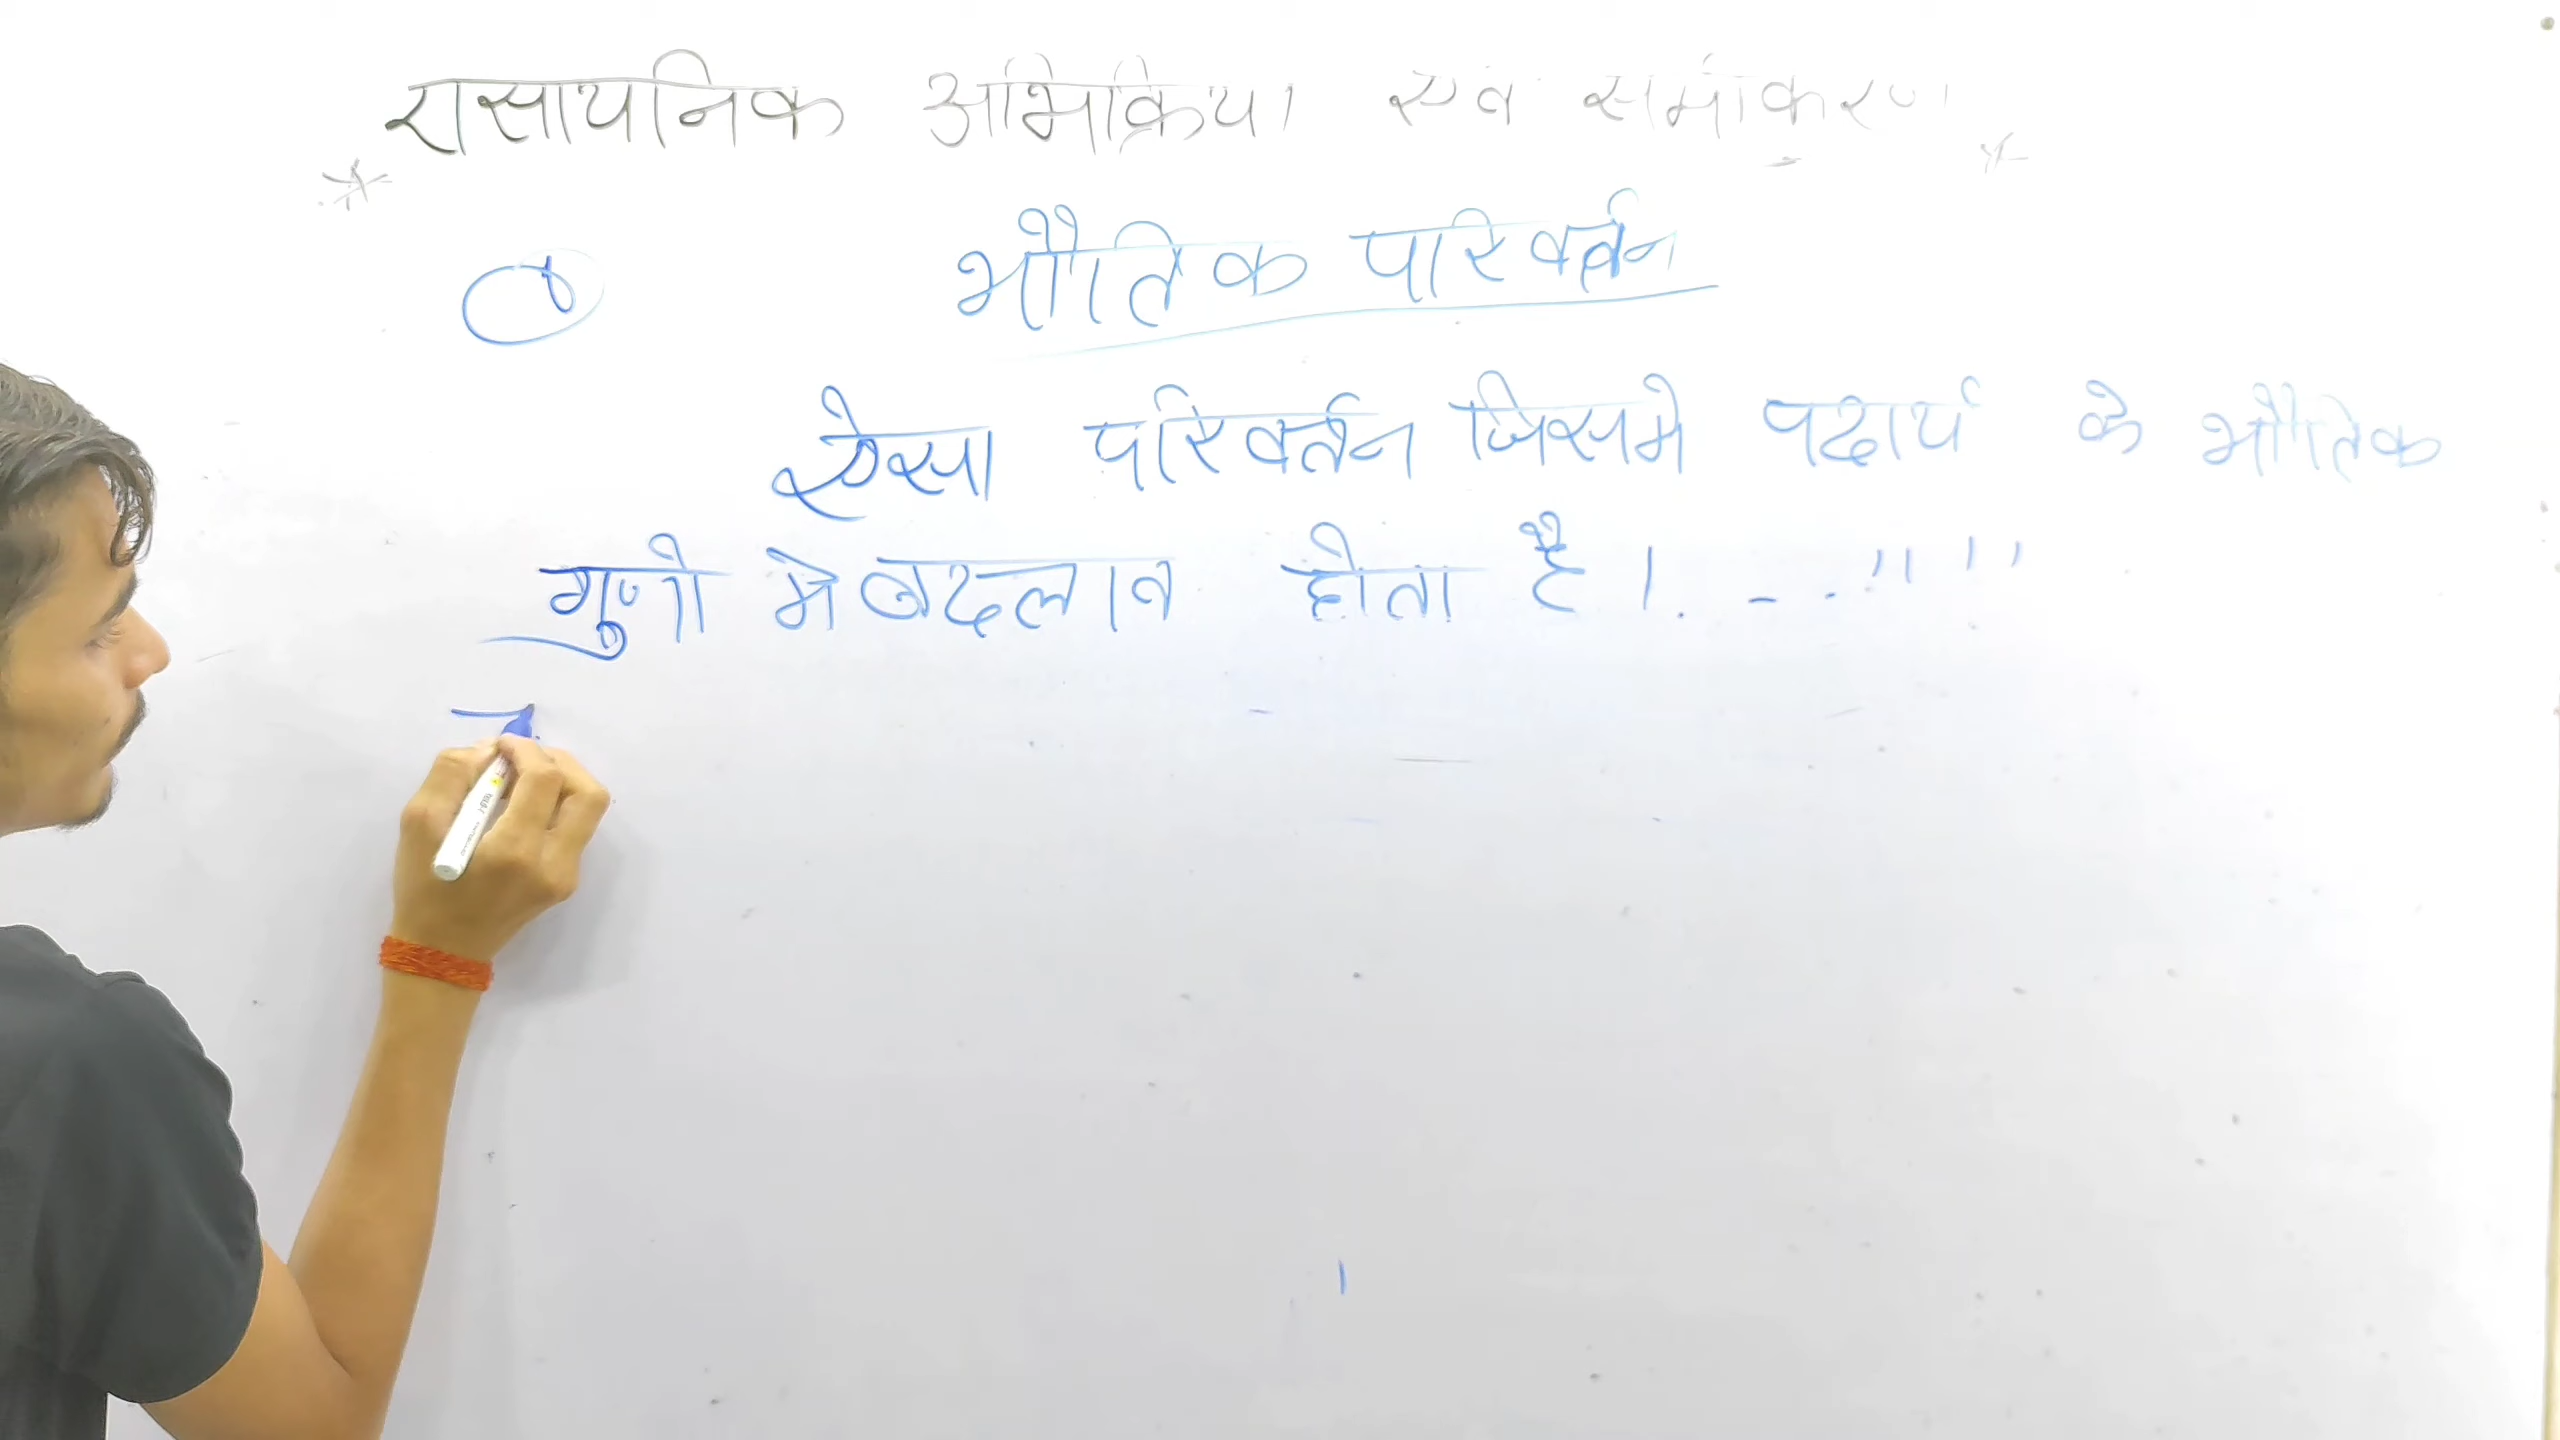 रासायनिक अभिक्रिया एवं समीकरण
भौतिक परिवर्तन
ऐसा परिवर्तन जिसमे पदार्थ के भौतिक
गुणो मे बदलाव होता है।